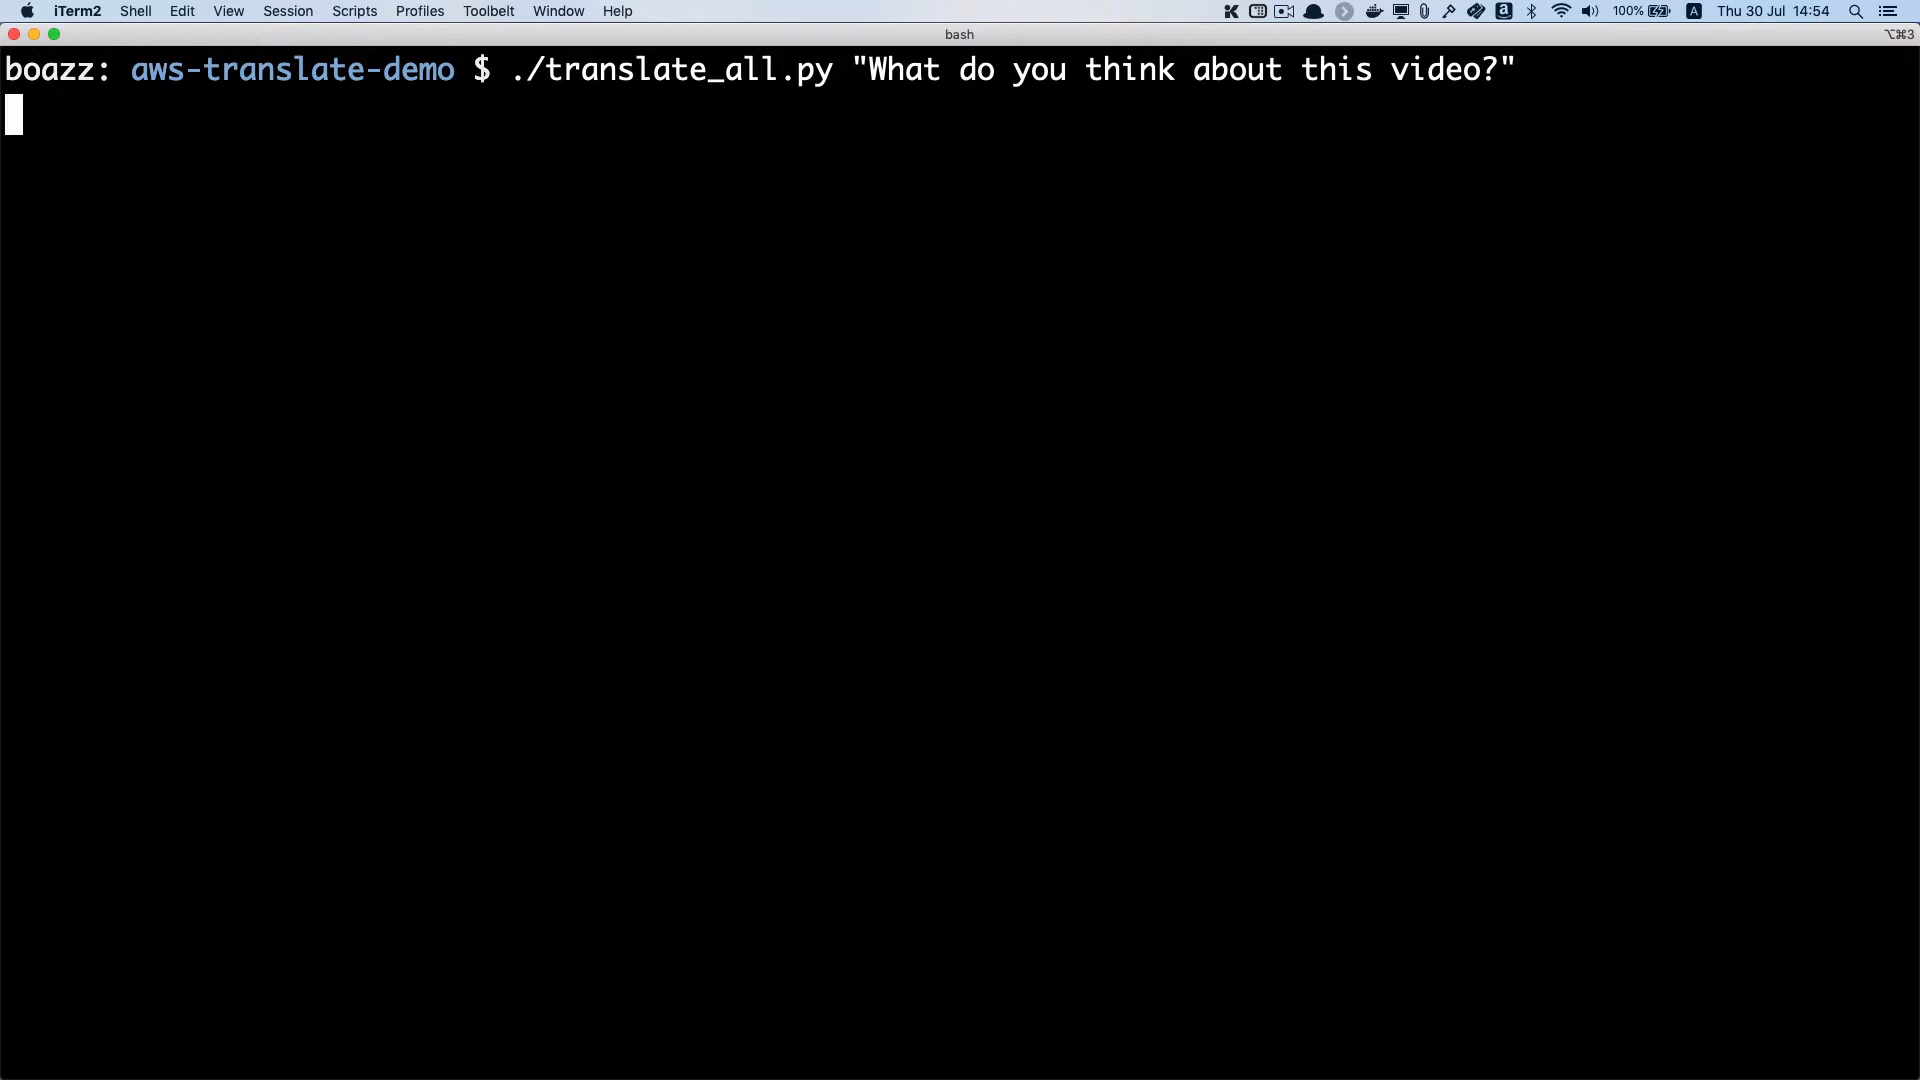 iTerm2 Shell Edit View Session Scripts Profiles Toolbelt Window Help 100% A Thu 30 Jul 14:54
bash ⌥⌘3
boazz: aws-translate-demo $ ./translate_all.py "What do you think about this video?"